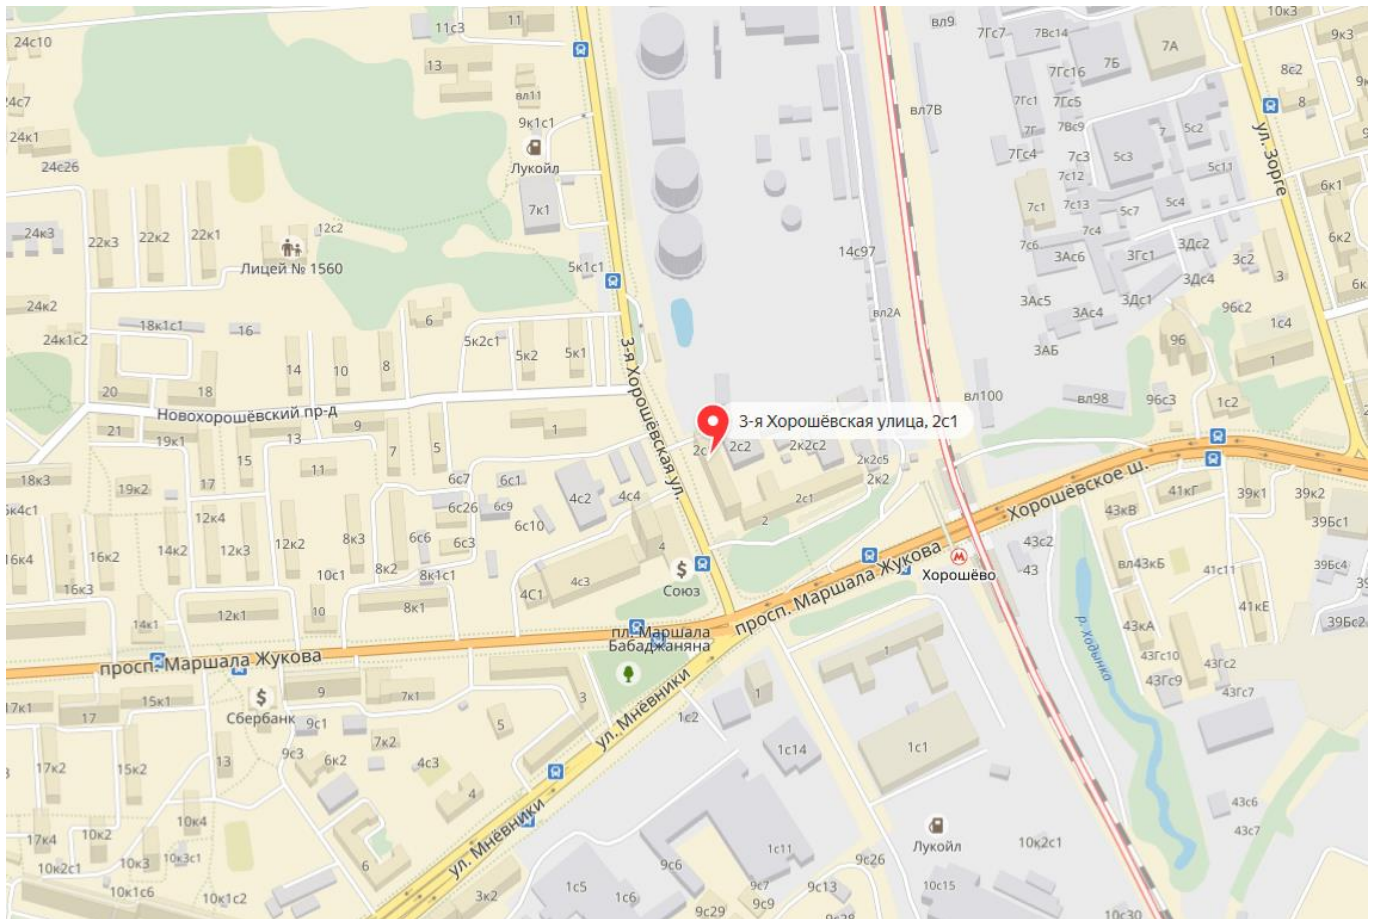 24с10
11с3
11
вл9
7Гс7
7Вс14
10к3
9к3
13
7А
7Б
7Гс16
8с2
24с7
вл11
7Гс1
7Гс5
8
вл7В
24к1
9к1с1
7Г
7Вс9
7
5с2
ул. Зорге
Лукойл
7Гс4
7с3
5с3
24с26
7с12
5с11
6к1
7к1
7с1
7с13
5с4
5с7
24к3
22к3
22к2
22к1
12с2
7с4
6к2
Лицей № 1560
14с97
7с6
3Ас6
3Гс1
3Дс2
3с2
3
5к1с1
3Дс4
6к
24к2
3Ас5
3Дс1
96с2
вл2А
3Ас4
1с4
18к1с1
16
6
24к1с2
5к2с1
5к2
5к1
3-я Хорошёвская ул.
3АБ
96
1
14
10
8
20
18
вл100
вл98
96с3
1с2
Новохорошёвский пр-д
3-я Хорошёвская улица, 2с1
21
19к1
13
9
1
2с2
2к2с2
2к2с5
15
11
7
5
18к3
19к2
17
6с7
6с1
4с2
4с4
2к2
2с1
2
Хорошёвское ш.
41кГ
39к1
39к2
12к4
6с26
6с9
6с10
43кВ
39Бс1
16к4
16к2
14к2
12к3
12к2
8к3
6с6
6с3
4
43с2
8к2
8к1с1
10с1
4с3
Союз
Хорошёво
43
вл43кБ
41с11
39Бс4
16к3
4С1
просп. Маршала Жукова
12к1
10
8к1
41кЕ
14к1
43кА
39Бс2
пл. Маршала
Бабаджаняна
р. Ходынка
просп. Маршала Жукова
1
43Гс10
43Гс2
43Гс9
43Гс7
17к1
17
15к1
9
7к1
3
1
Сбербанк
9с1
5
ул. Мнёвники
1с2
7к2
9с3
6к2
4с3
1с14
1с1
17к2
15к2
13
4
43с6
10к4
ул. Мнёвники
43с7
17к4
10к2
Лукойл
10к2с1
10к2с1
10к3
10к3с1
6
9с6
1с11
9с26
10к1с6
10к1с2
3к2
1с5
1с6
9с7
9с13
10с15
9с29
9
9с28
10с30